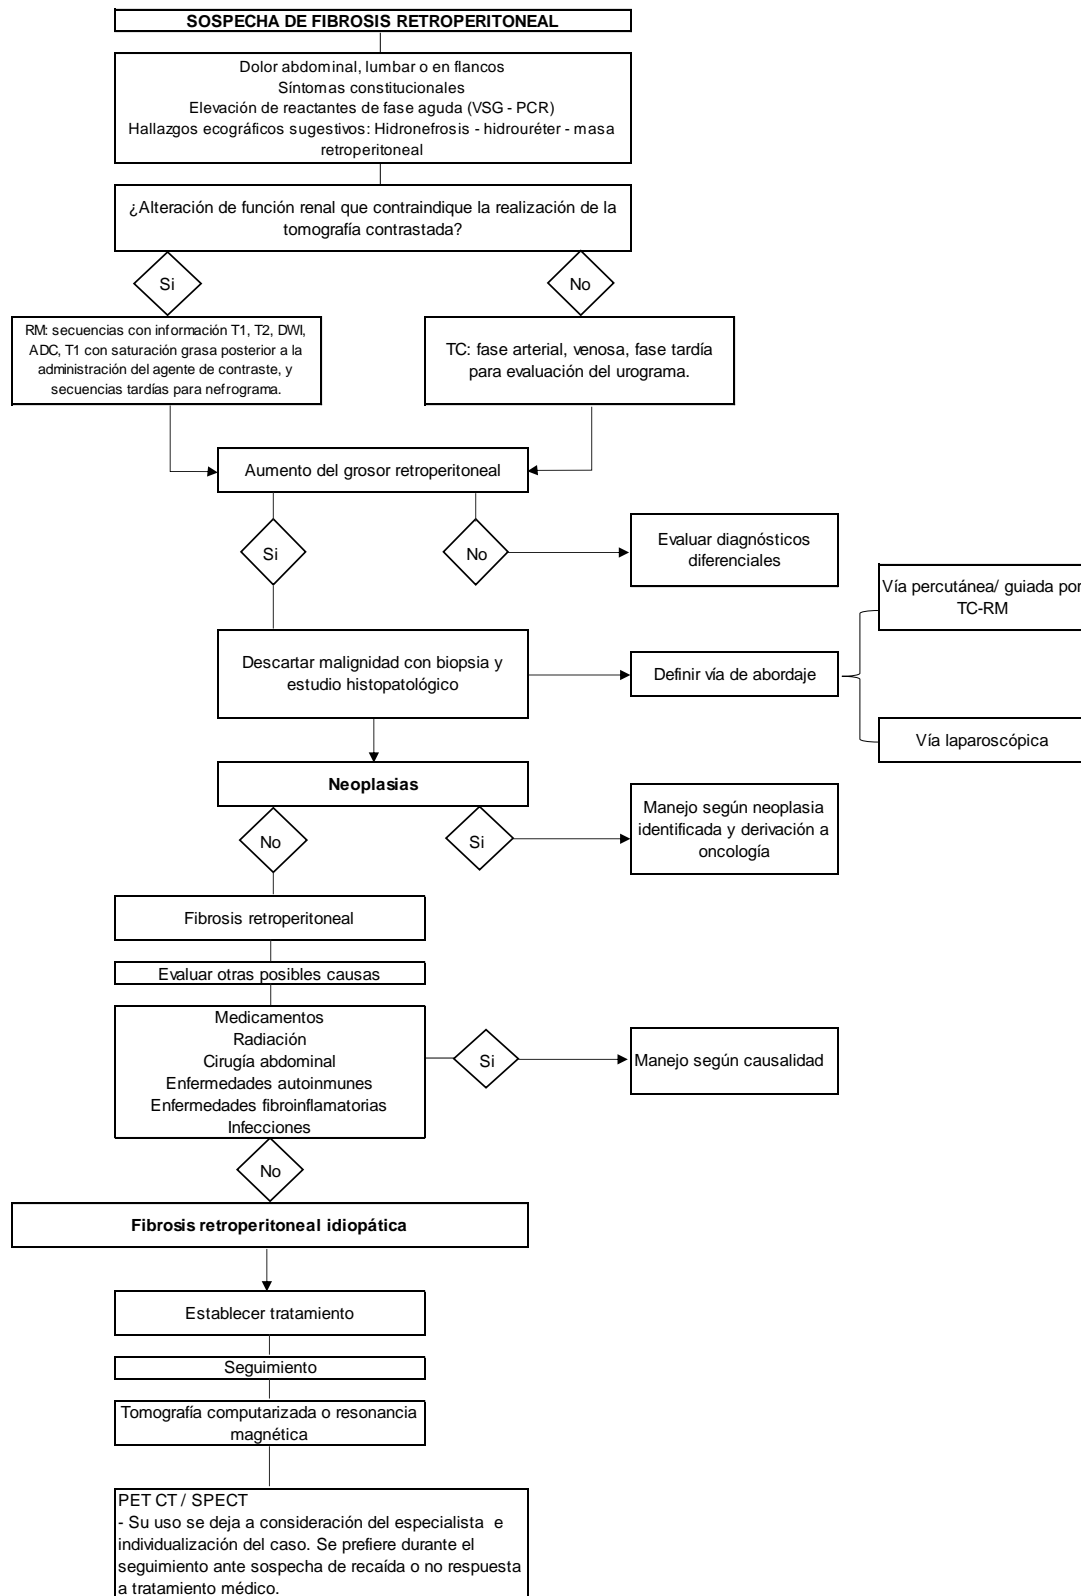 SOSPECHA DE FIBROSIS RETROPERITONEAL
Dolor abdominal, lumbar o en flancos
Síntomas constitucionales
Elevación de reactantes de fase aguda (VSG - PCR)
Hallazgos ecográficos sugestivos: Hidronefrosis - hidrouréter - masa
retroperitoneal
¿Alteración de función renal que contraindique la realización de la
tomografía contrastada?
Si
No
RM: secuencias con información T1, T2, DWI,
ADC, T1 con saturación grasa posterior a la
administración del agente de contraste, y
secuencias tardías para nefrograma.
TC: fase arterial, venosa, fase tardía
para evaluación del urograma.
Aumento del grosor retroperitoneal
Si
No
Evaluar diagnósticos
diferenciales
Descartar malignidad con biopsia y
estudio histopatológico
Definir vía de abordaje
Vía percutánea/ guiada por
TC-RM
Vía laparoscópica
Neoplasias
No
Si
Manejo según neoplasia
identificada y derivación a
oncología
Fibrosis retroperitoneal
Evaluar otras posibles causas
Medicamentos
Radiación
Cirugía abdominal
Enfermedades autoinmunes
Enfermedades fibroinflamatorias
Infecciones
Si
Manejo según causalidad
No
Fibrosis retroperitoneal idiopática
Establecer tratamiento
Seguimiento
Tomografía computarizada o resonancia
magnética
PET CT / SPECT
- Su uso se deja a consideración del especialista e
individualización del caso. Se prefiere durante el
seguimiento ante sospecha de recaída o no respuesta
a tratamiento médico.